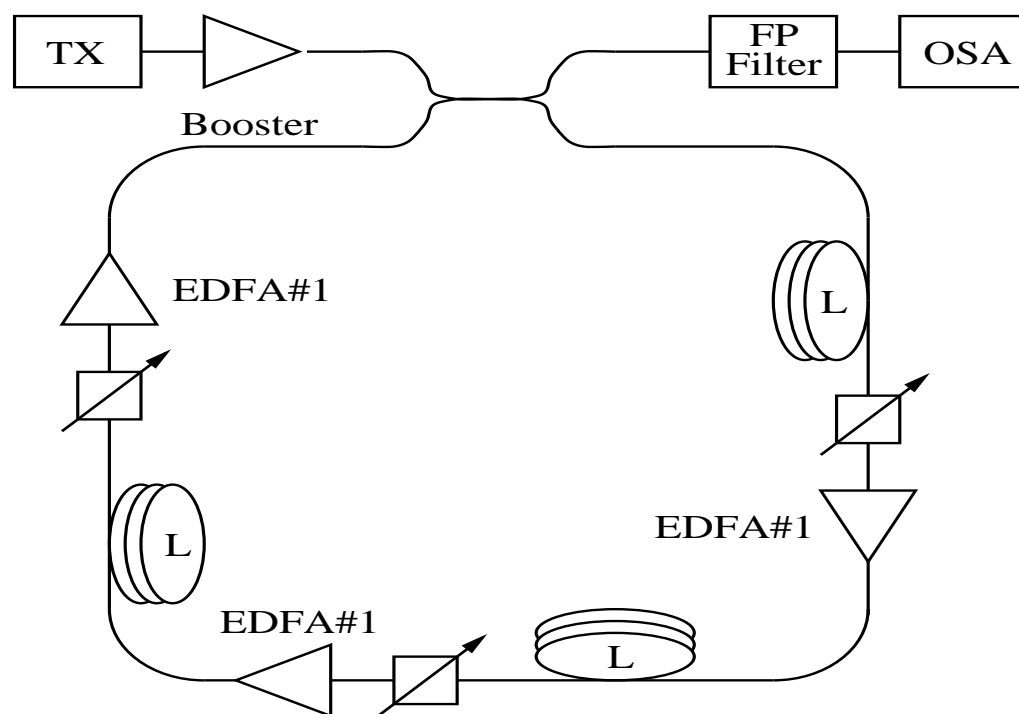 TX
FP
Filter
OSA
Booster
EDFA#1
L
EDFA#1
L
EDFA#1
L